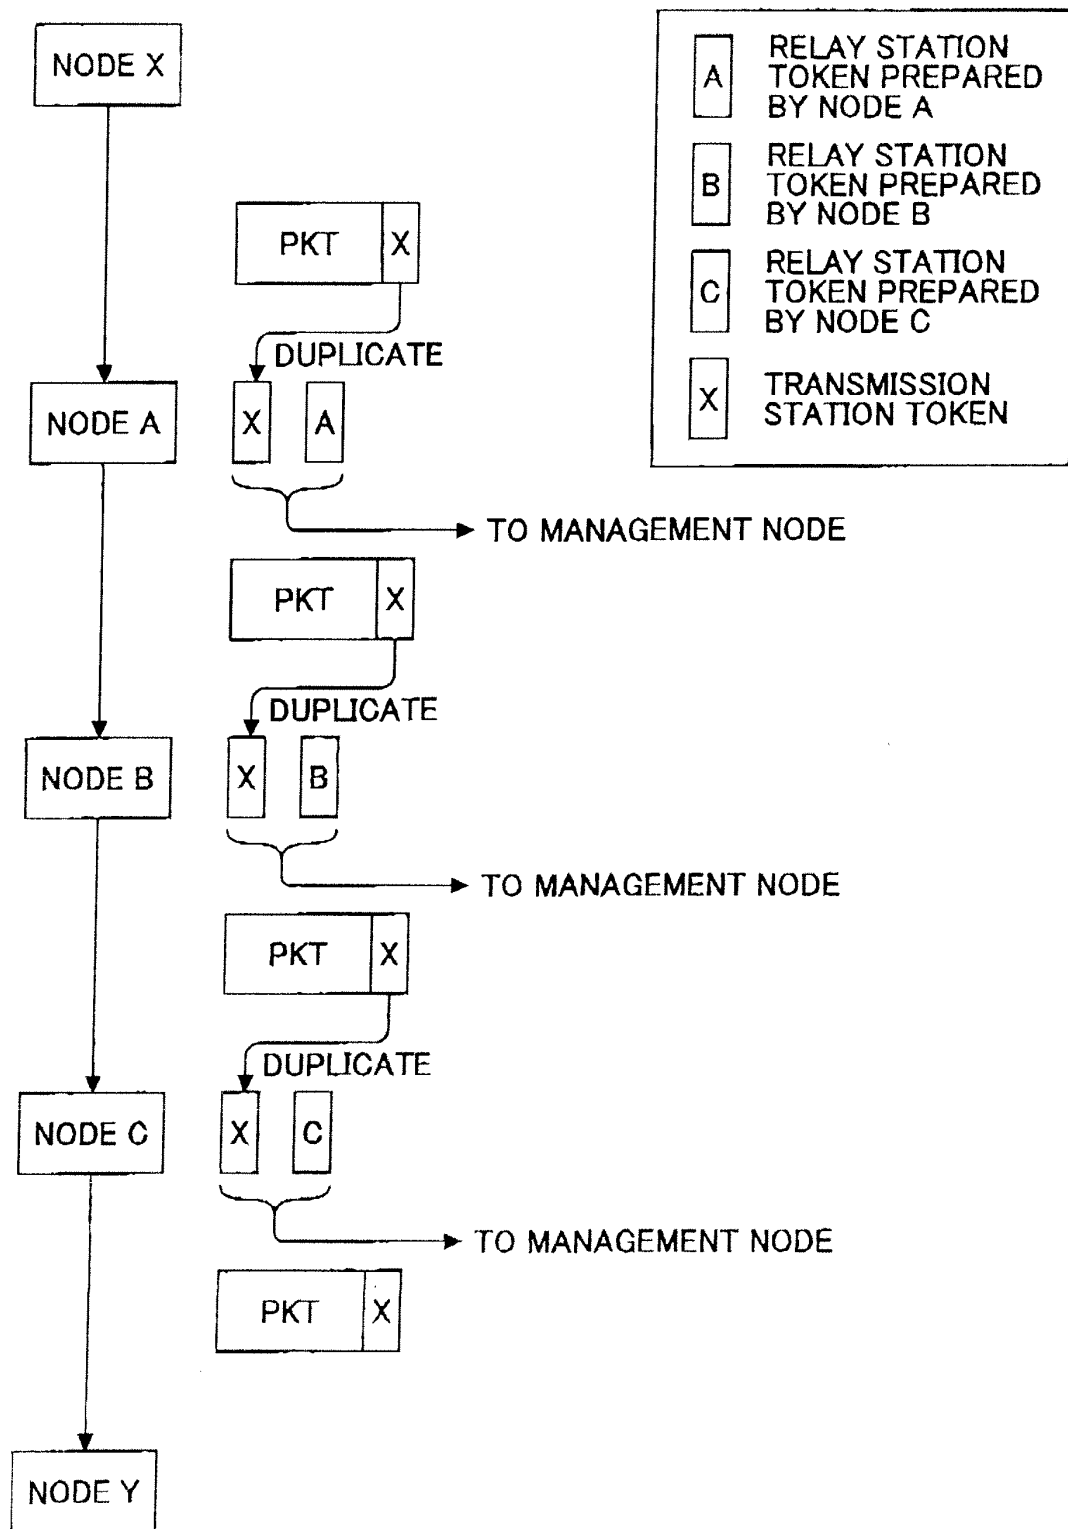 NODE X
A
RELAY STATION
TOKEN PREPARED
BY NODE A
B
RELAY STATION
TOKEN PREPARED
BY NODE B
C
RELAY STATION
TOKEN PREPARED
BY NODE C
X
TRANSMISSION
STATION TOKEN
PKT X
DUPLICATE
NODE A X A
TO MANAGEMENT NODE
PKT X
DUPLICATE
NODE B X B
TO MANAGEMENT NODE
PKT X
DUPLICATE
NODE C X C
TO MANAGEMENT NODE
PKT X
NODE Y